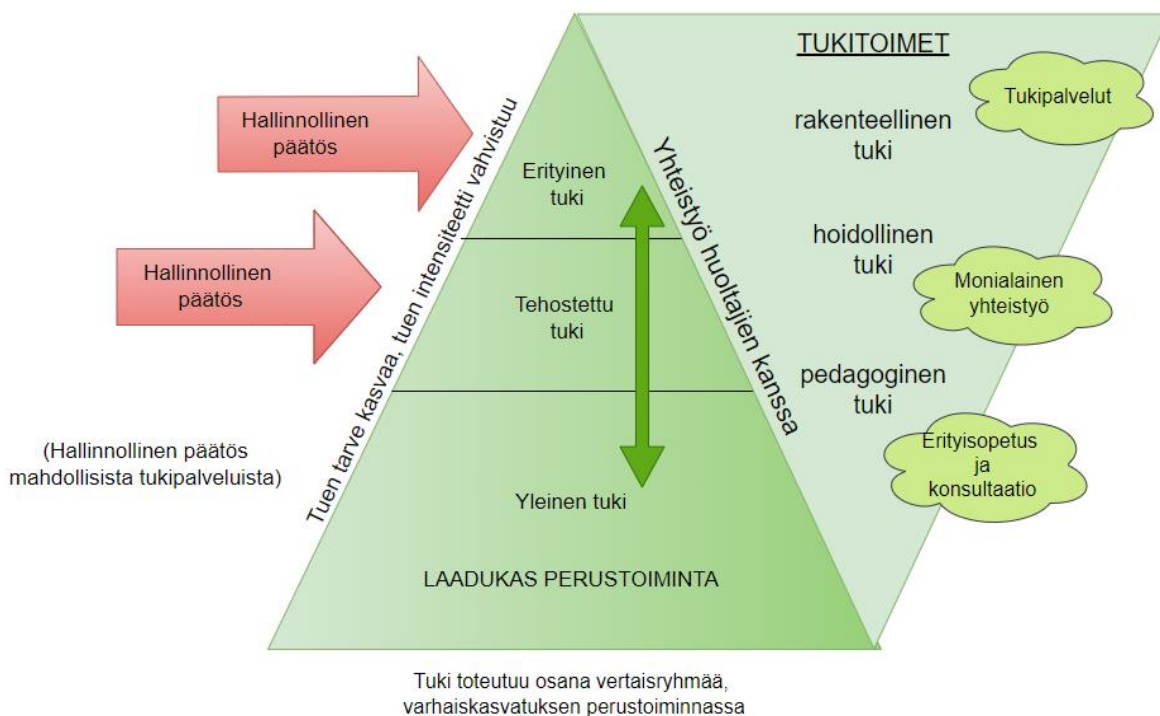 TUKITOIMET
Tukipalvelut
rakenteellinen
tuki
hoidollinen
tuki
Monialainen
yhteistyö
pedagoginen
tuki
Erityisopetus
ja
konsultaatio
Hallinnollinen
päätös
Hallinnollinen
päätös
(Hallinnollinen päätös
mahdollisista tukipalveluista)
Tuen tarve kasvaa, tuen intensiteetti vahvistuu
Erityinen
tuki
Tehostettu
tuki
Yleinen tuki
LAADUKAS PERUSTOIMINTA
Yhteistyö huoltajien kanssa
Tuki toteutuu osana vertaisryhmää,
varhaiskasvatuksen perustoiminnassa